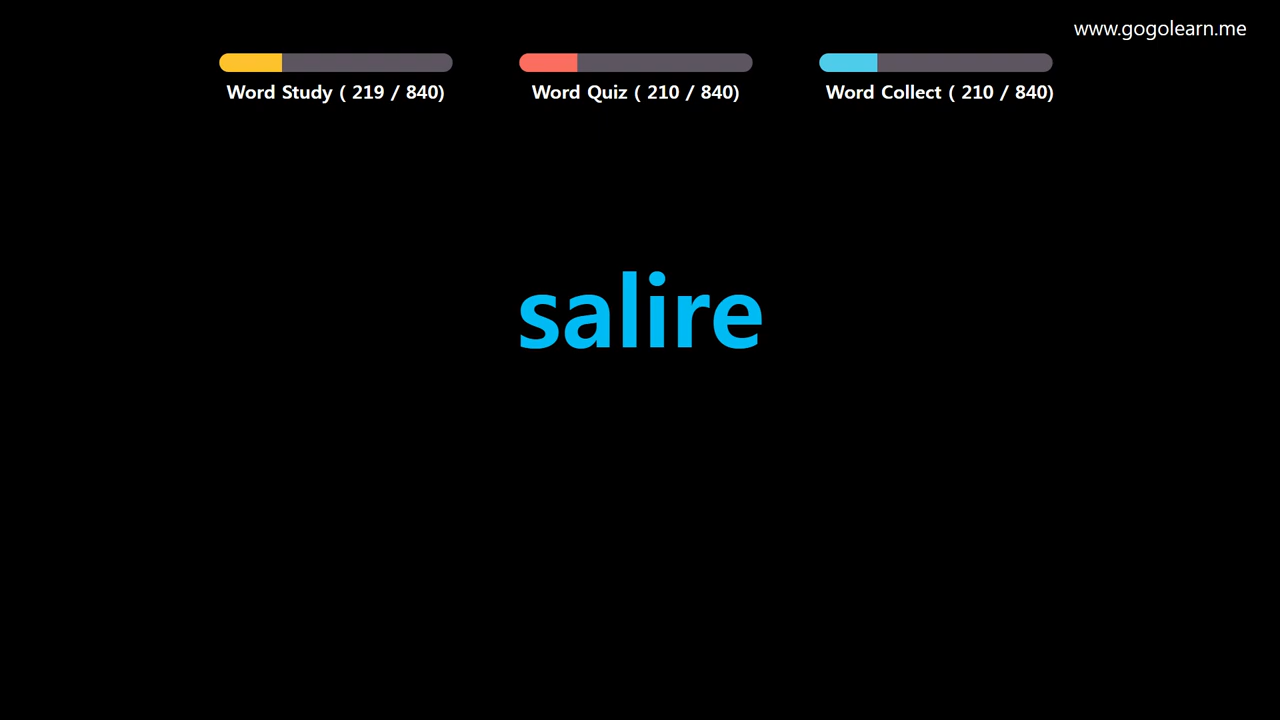 www.gogolearn.me
Word Study ( 219 / 840)
Word Quiz ( 210 / 840)
Word Collect ( 210 / 840)
salire